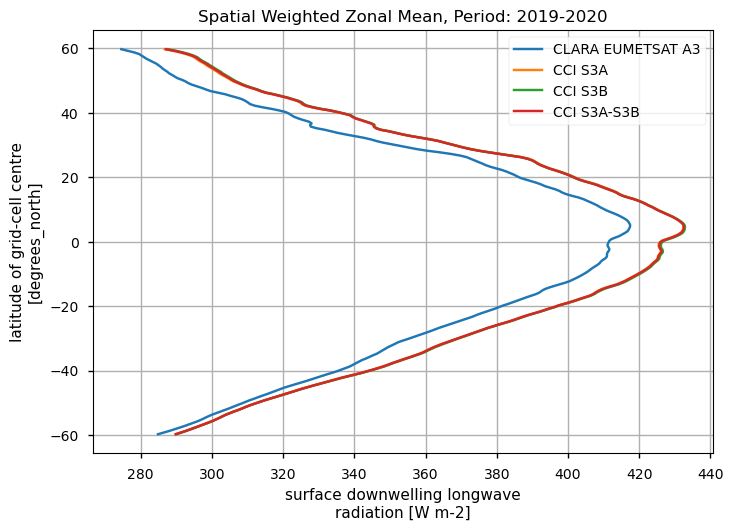 Spatial Weighted Zonal Mean, Period: 2019-2020
CLARA EUMETSAT A3
CCI S3A
CCI S3B
CCI S3A-S3B
60
40
20
0
−20
−40
−60
latitude of grid-cell centre
[degrees_north]
280 300 320 340 360 380 400 420 440
surface downwelling longwave
radiation [W m-2]